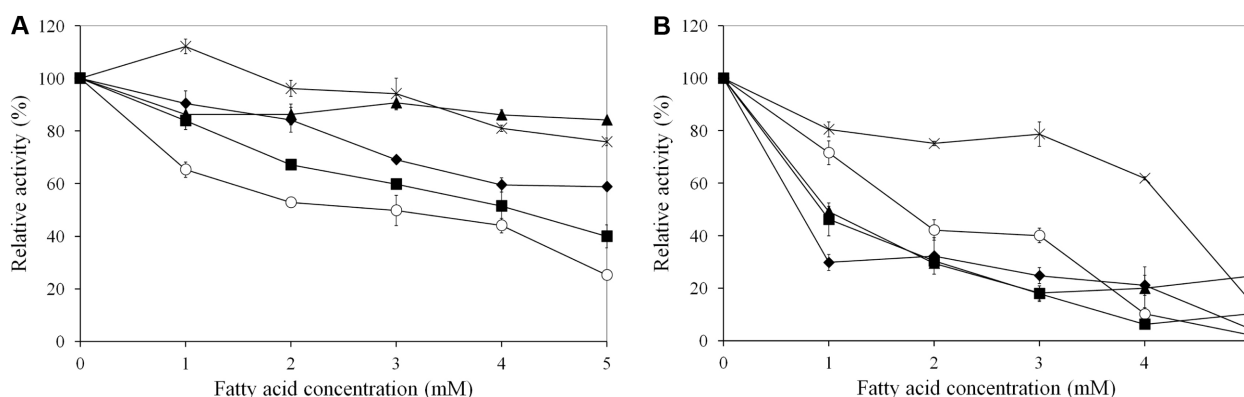 A
B
120
100
80
60
40
20
0
Relative activity (%)
0 1 2 3 4 5
Fatty acid concentration (mM)
120
100
80
60
40
20
0
Relative activity (%)
0 1 2 3 4
Fatty acid concentration (mM)